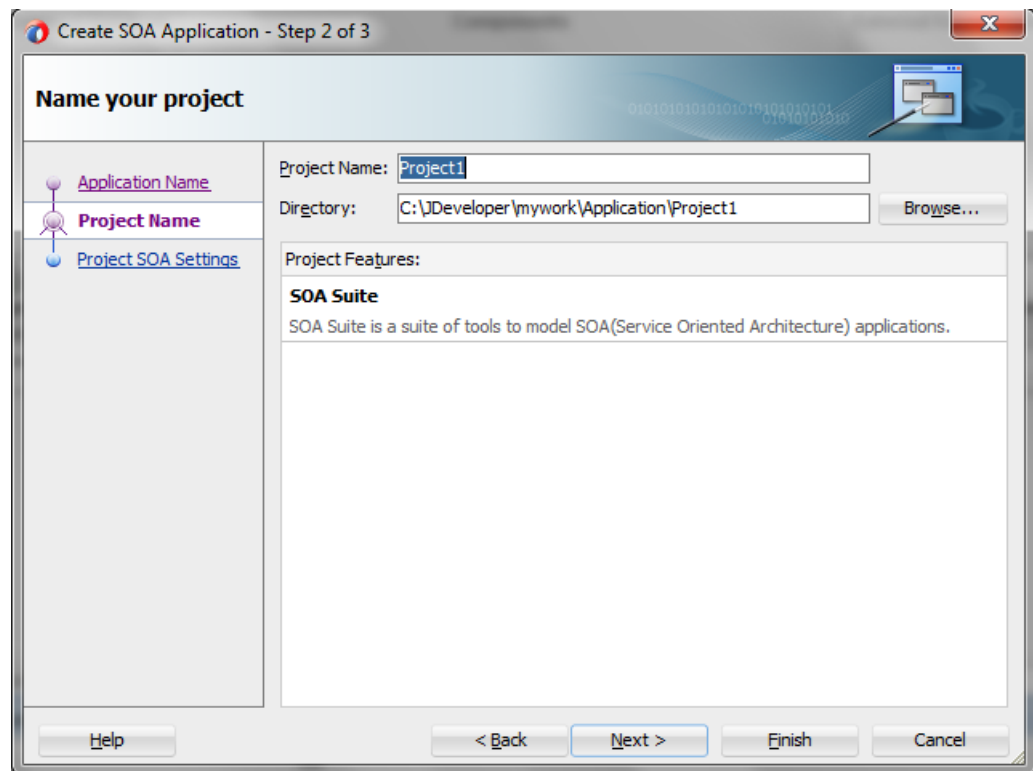 Create SOA Application - Step 2 of 3
x
Name your project
010101010101010101010101010101
01010101010
Application Name
Project Name
Project SOA Settings
Project Name: Project1
Directory: C:\JDeveloper\mywork\Application\Project1 Browse...
Project Features:
SOA Suite
SOA Suite is a suite of tools to model SOA(Service Oriented Architecture) applications.
Help < Back Next > Finish Cancel